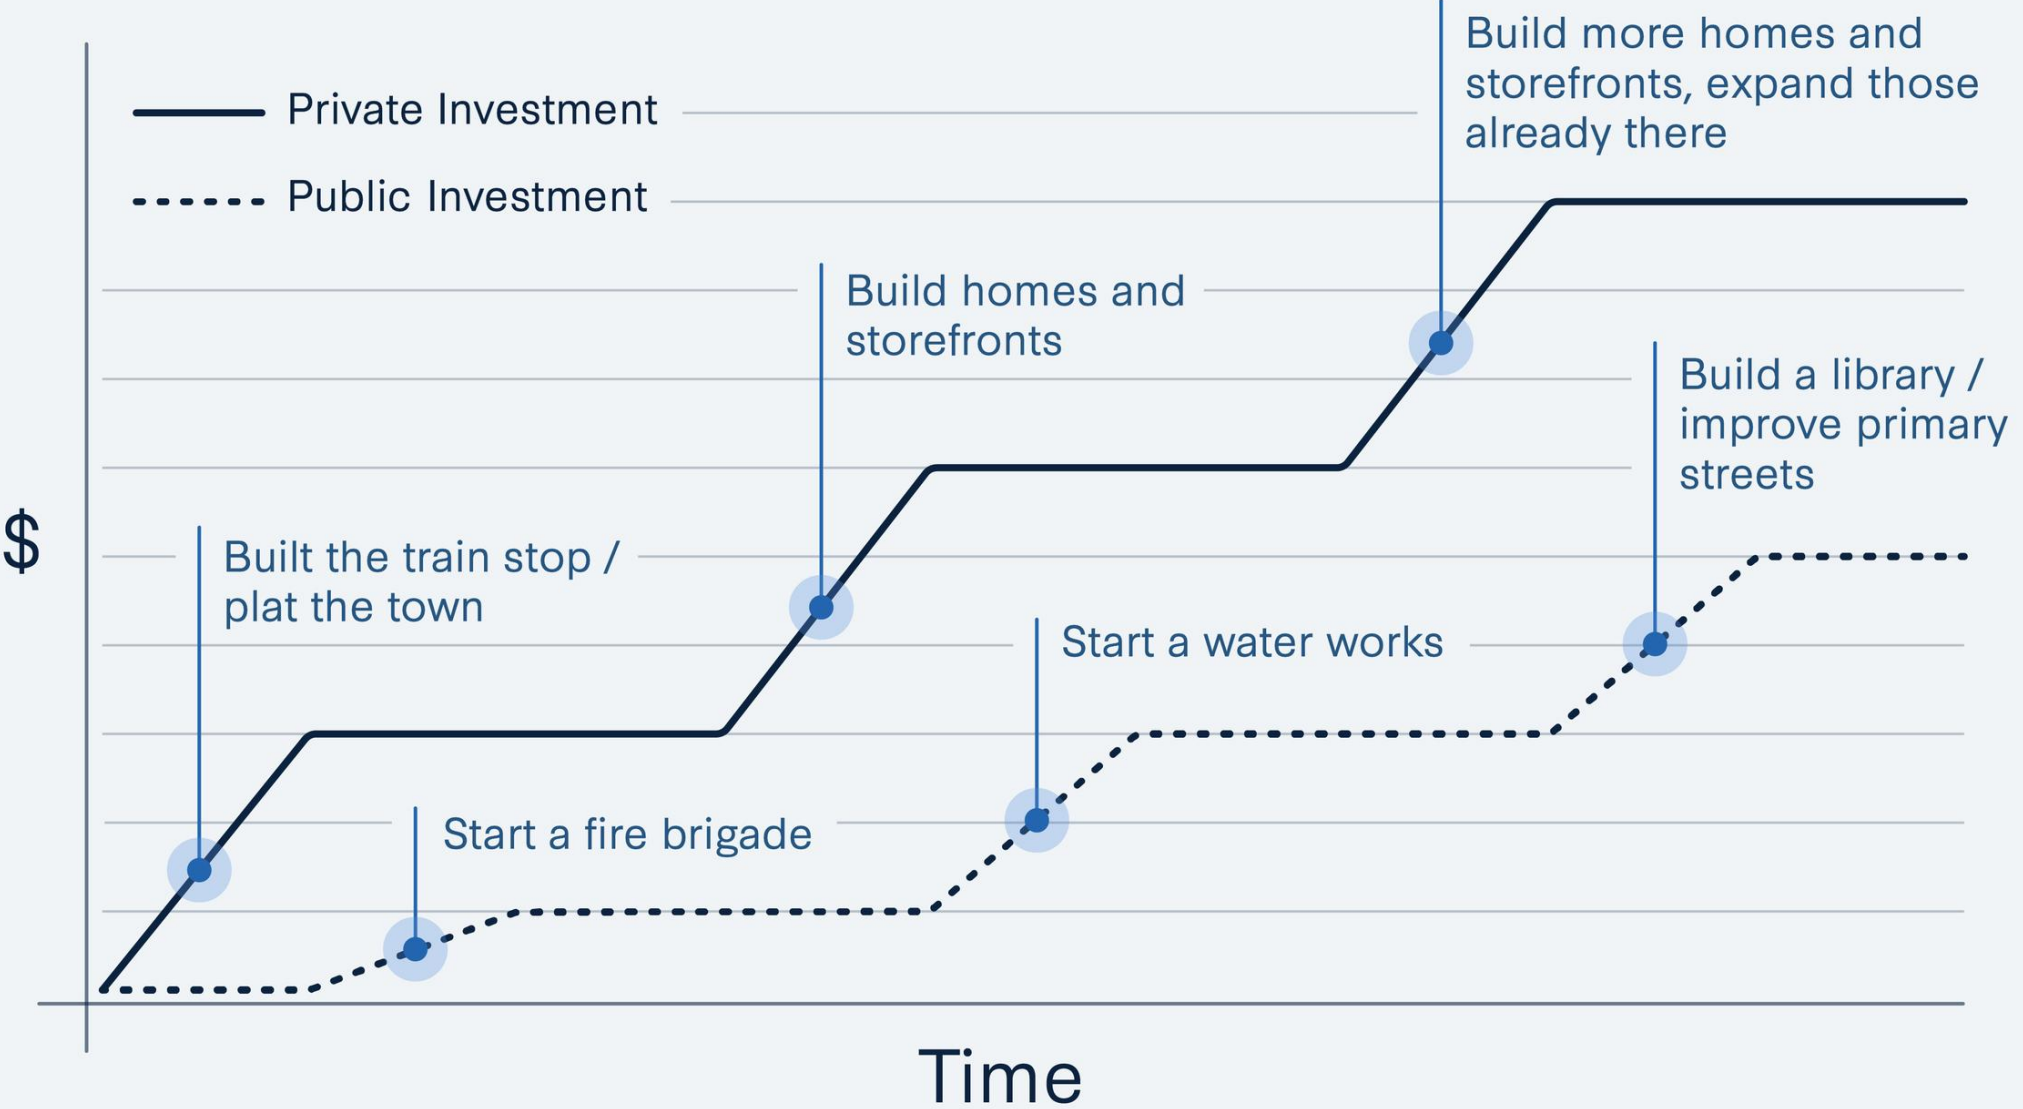 Private Investment
Public Investment
Build more homes and
storefronts, expand those
already there
Build homes and
storefronts
Build a library /
improve primary
streets
$
Built the train stop /
plat the town
Start a water works
Start a fire brigade
Time